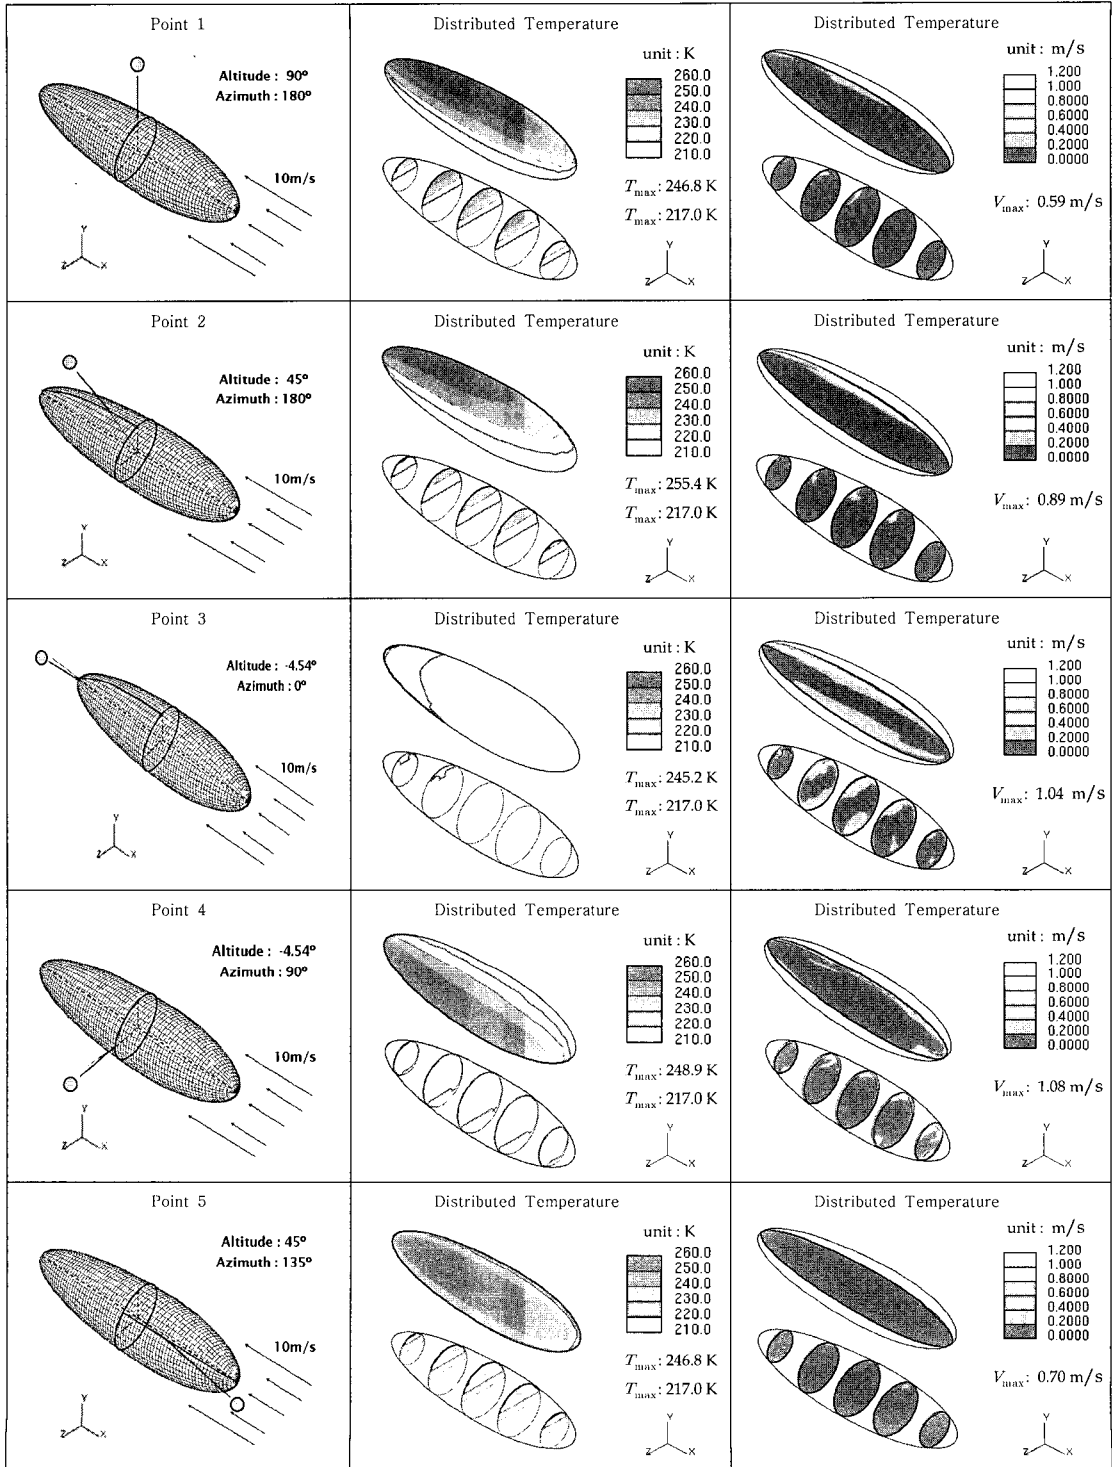 Point 1
Altitude : 90°
Azimuth : 180°
10m/s
Y
Z
X
Distributed Temperature
unit : K
260.0
250.0
240.0
230.0
220.0
210.0
Tmax: 246.8 K
Tmax: 217.0 K
Y
Z
X
Distributed Temperature
unit : m/s
1.200
1.000
0.8000
0.6000
0.4000
0.2000
0.0000
Vmax: 0.59 m/s
Y
Z
X
Point 2
Altitude : 45°
Azimuth : 180°
10m/s
Y
Z
X
Distributed Temperature
unit : K
260.0
250.0
240.0
230.0
220.0
210.0
Tmax: 255.4 K
Tmax: 217.0 K
Y
Z
X
Distributed Temperature
unit : m/s
1.200
1.000
0.8000
0.6000
0.4000
0.2000
0.0000
Vmax: 0.89 m/s
Y
Z
X
Point 3
Altitude : -4.54°
Azimuth : 0°
10m/s
Y
Z
X
Distributed Temperature
unit : K
260.0
250.0
240.0
230.0
220.0
210.0
Tmax: 245.2 K
Tmax: 217.0 K
Y
Z
X
Distributed Temperature
unit : m/s
1.200
1.000
0.8000
0.6000
0.4000
0.2000
0.0000
Vmax: 1.04 m/s
Y
Z
X
Point 4
Altitude : -4.54°
Azimuth : 90°
10m/s
Y
Z
X
Distributed Temperature
unit : K
260.0
250.0
240.0
230.0
220.0
210.0
Tmax: 248.9 K
Tmax: 217.0 K
Y
Z
X
Distributed Temperature
unit : m/s
1.200
1.000
0.8000
0.6000
0.4000
0.2000
0.0000
Vmax: 1.08 m/s
Y
Z
X
Point 5
Altitude : 45°
Azimuth : 135°
10m/s
Y
Z
X
Distributed Temperature
unit : K
260.0
250.0
240.0
230.0
220.0
210.0
Tmax: 246.8 K
Tmax: 217.0 K
Y
Z
X
Distributed Temperature
unit : m/s
1.200
1.000
0.8000
0.6000
0.4000
0.2000
0.0000
Vmax: 0.70 m/s
Y
Z
X